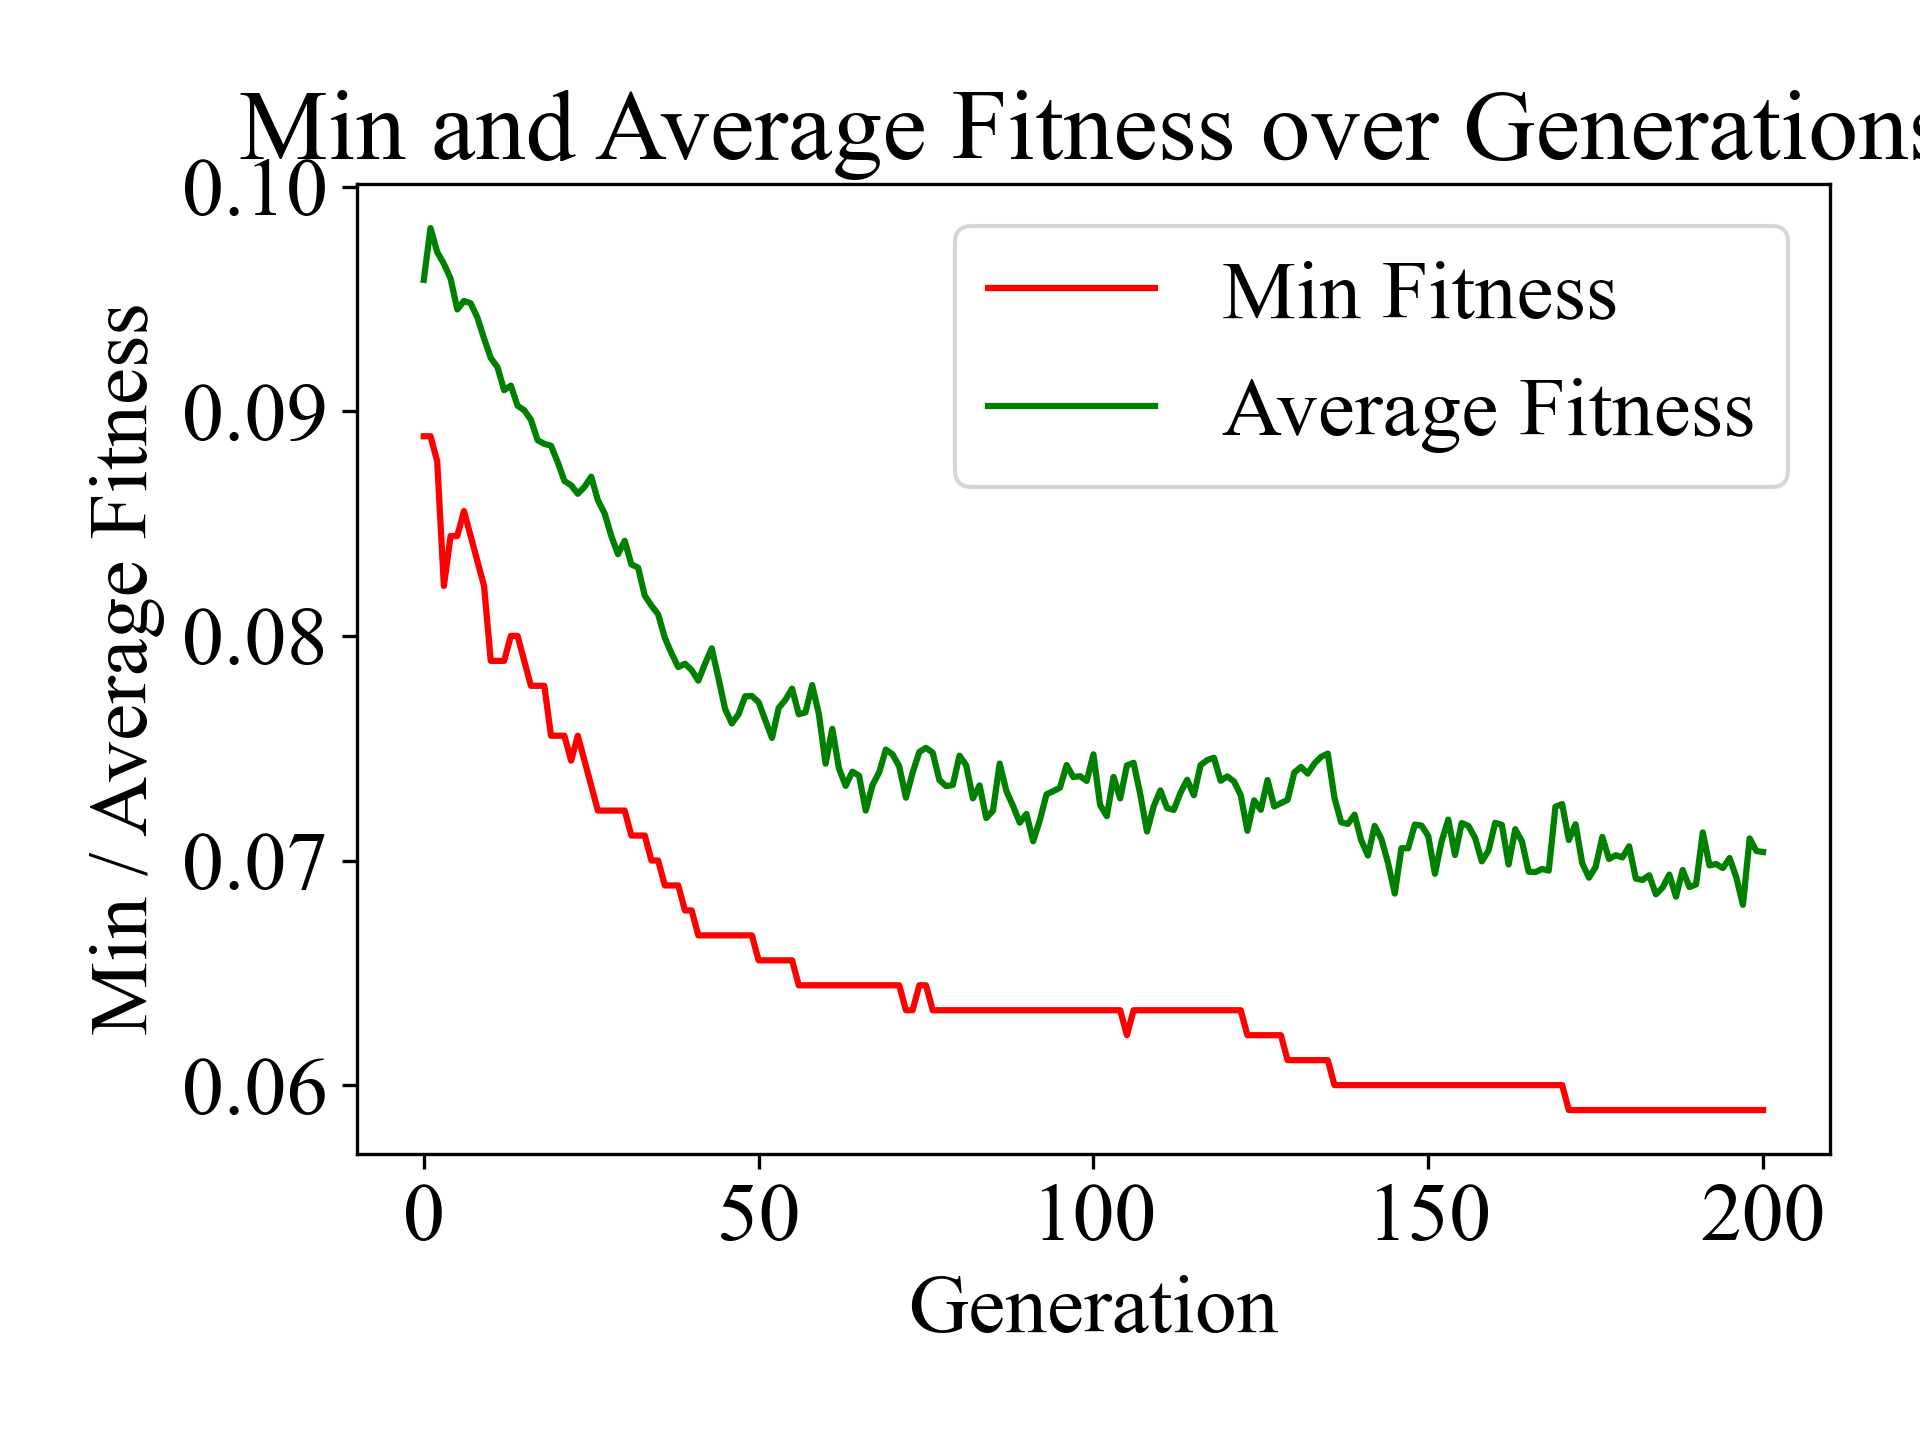 Min and Average Fitness over Generations
0.10
0.09
0.08
0.07
0.06
Min / Average Fitness
Min Fitness
Average Fitness
0 50 100 150 200
Generation